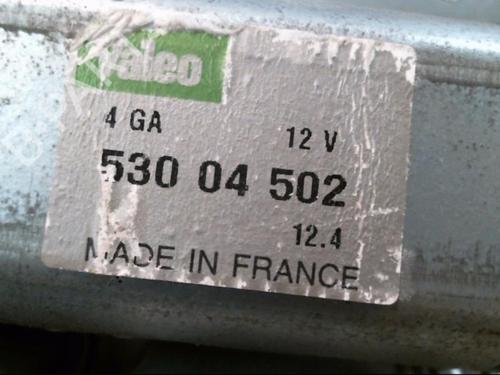 Valeo
4 GA 12 V
530 04 502
12.4
MADE IN FRANCE